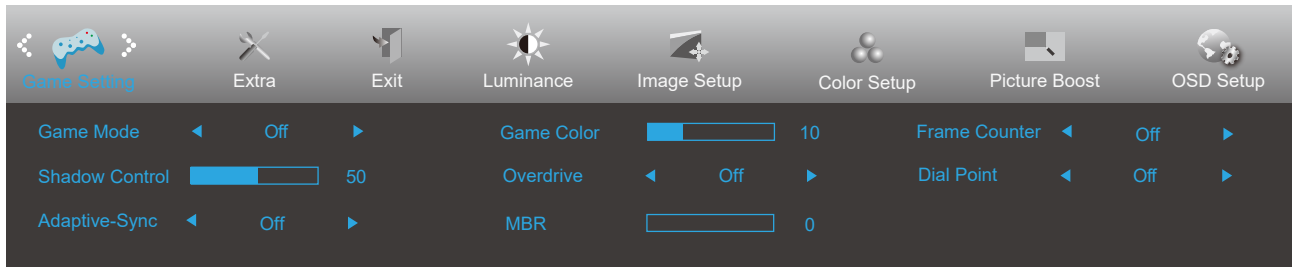 Game Setting Extra Exit Luminance Image Setup Color Setup Picture Boost OSD Setup
Game Mode Off Game Color 10 Frame Counter Off
Shadow Control 50 Overdrive Off Dial Point Off
Adaptive-Sync Off MBR 0